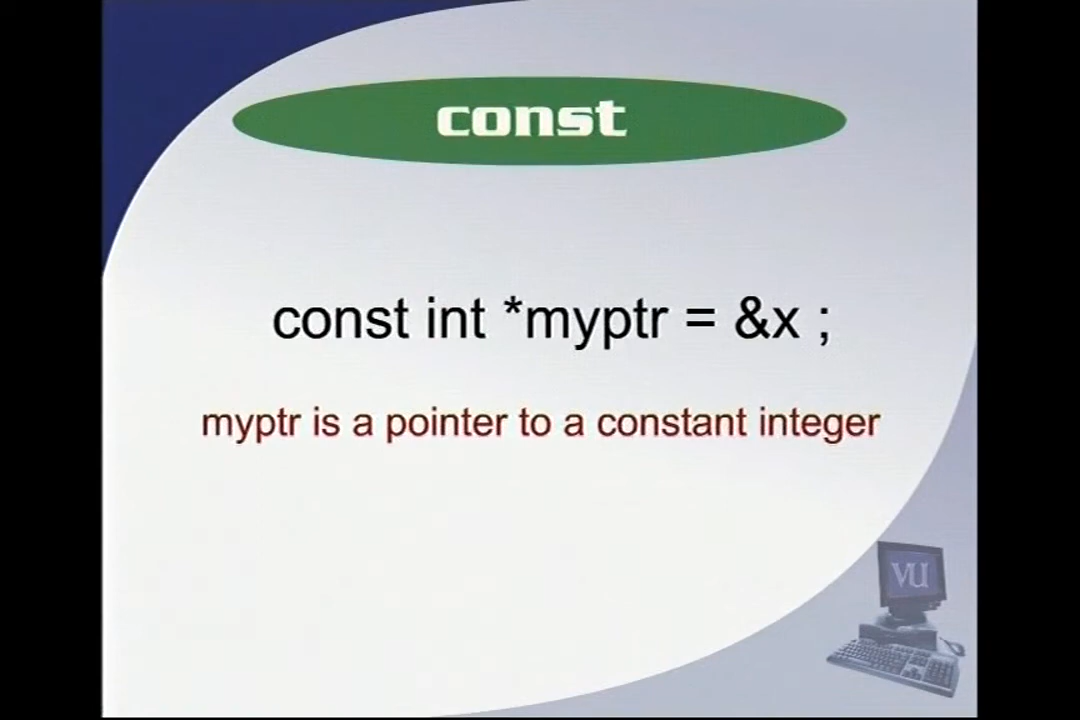 const
const int *myptr = &x ;
myptr is a pointer to a constant integer
VU